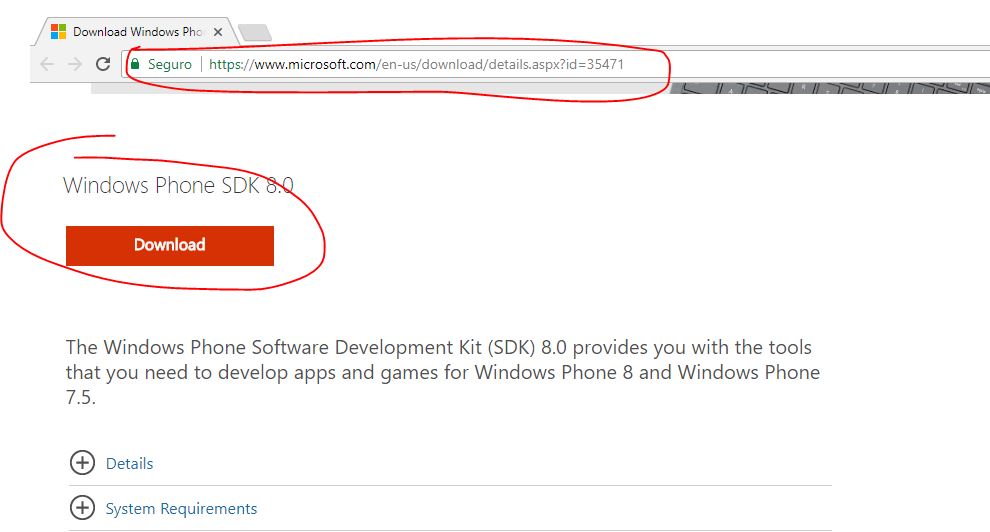 Download Windows Pho
Seguro https://www.microsoft.com/en-us/download/details.aspx?id=35471
Windows Phone SDK 8.0
Download
The Windows Phone Software Development Kit (SDK) 8.0 provides you with the tools
that you need to develop apps and games for Windows Phone 8 and Windows Phone
7.5.
Details
System Requirements